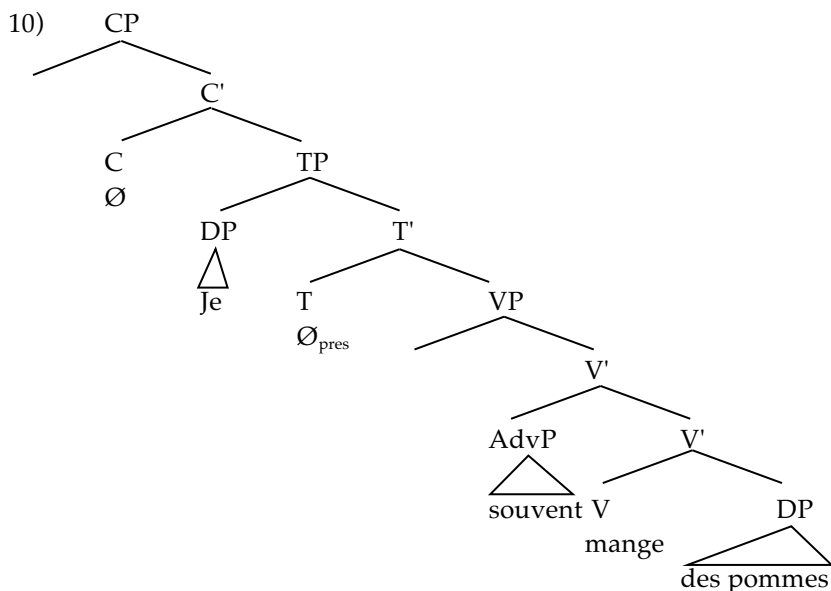 10) CP
C'
C TP
Ø
DP T'
Je T VP
Øpres
V'
AdvP V'
souvent V DP
mange
des pommes